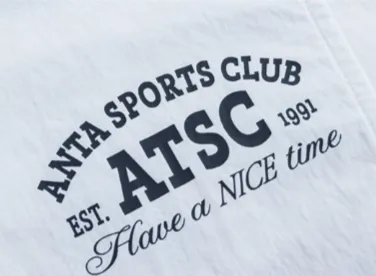 ANTA SPORTS CLUB
EST. ATSC 1991
Have a NICE time